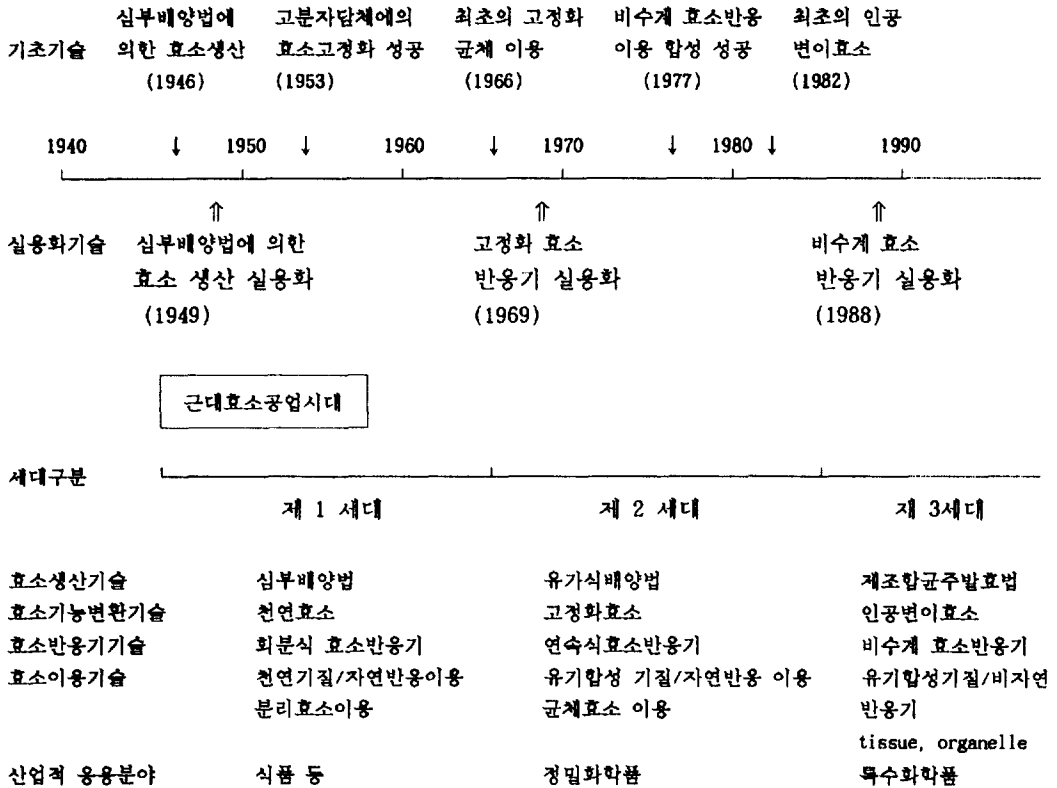 심부배양법에 고분자담체에의 최초의 고정화 비수계 효소반응 최초의 인공
기초기술 의한 효소생산 효소고정화 성공 균체 이용 이용 합성 성공 변이효소
(1946) (1953) (1966) (1977) (1982)
1940 ↓ 1950 ↓ 1960 ↓ 1970 ↓ 1980 ↓ 1990
⇑ ⇑ ⇑
실용화기술 심부배양법에 의한 고정화 효소 비수계 효소
효소 생산 실용화 반응기 실용화 반응기 실용화
(1949) (1969) (1988)
근대효소공업시대
세대구분
제 1 세대 제 2 세대 제 3세대
효소생산기술 심부배양법 유가식배양법 제조합균주발효법
효소기능변환기술 천연효소 고정화효소 인공변이효소
효소반응기기술 회분식 효소반응기 연속식효소반응기 비수계 효소반응기
효소이용기술 천연기질/자연반응이용 유기합성 기질/자연반응 이용 유기합성기질/비자연
분리효소이용 균체효소 이용 반응기
tissue, organelle
산업적 응용분야 식품 등 정밀화학품 특수화학품